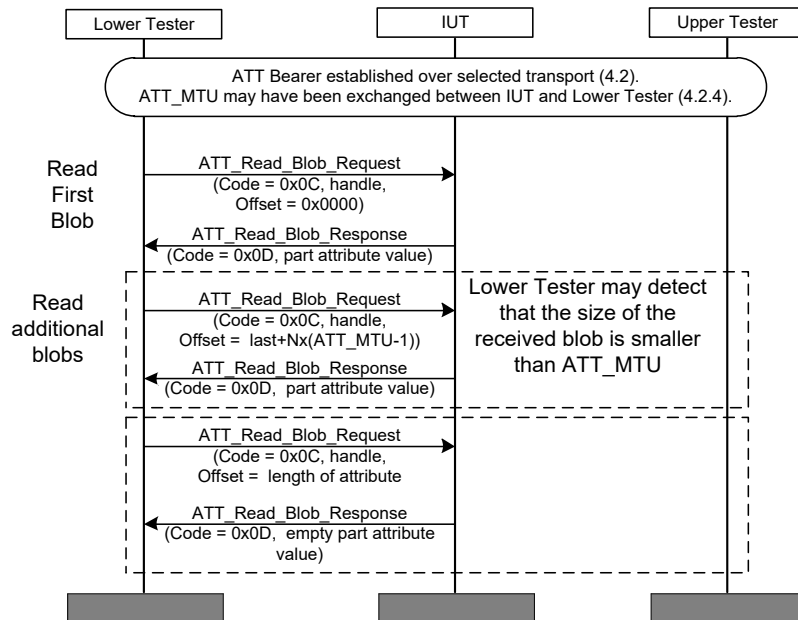 Lower Tester
IUT
Upper Tester
ATT Bearer established over selected transport (4.2).
ATT_MTU may have been exchanged between IUT and Lower Tester (4.2.4).
Read
First
Blob
ATT_Read_Blob_Request
(Code = 0x0C, handle,
Offset = 0x0000)
ATT_Read_Blob_Response
(Code = 0x0D, part attribute value)
Read
additional
blobs
ATT_Read_Blob_Request
(Code = 0x0C, handle,
Offset =  last+Nx(ATT_MTU-1))
ATT_Read_Blob_Response
(Code = 0x0D,  part attribute value)
Lower Tester may detect
that the size of the
received blob is smaller
than ATT_MTU
ATT_Read_Blob_Request
(Code = 0x0C, handle,
Offset =  length of attribute
ATT_Read_Blob_Response
(Code = 0x0D,  empty part attribute
value)